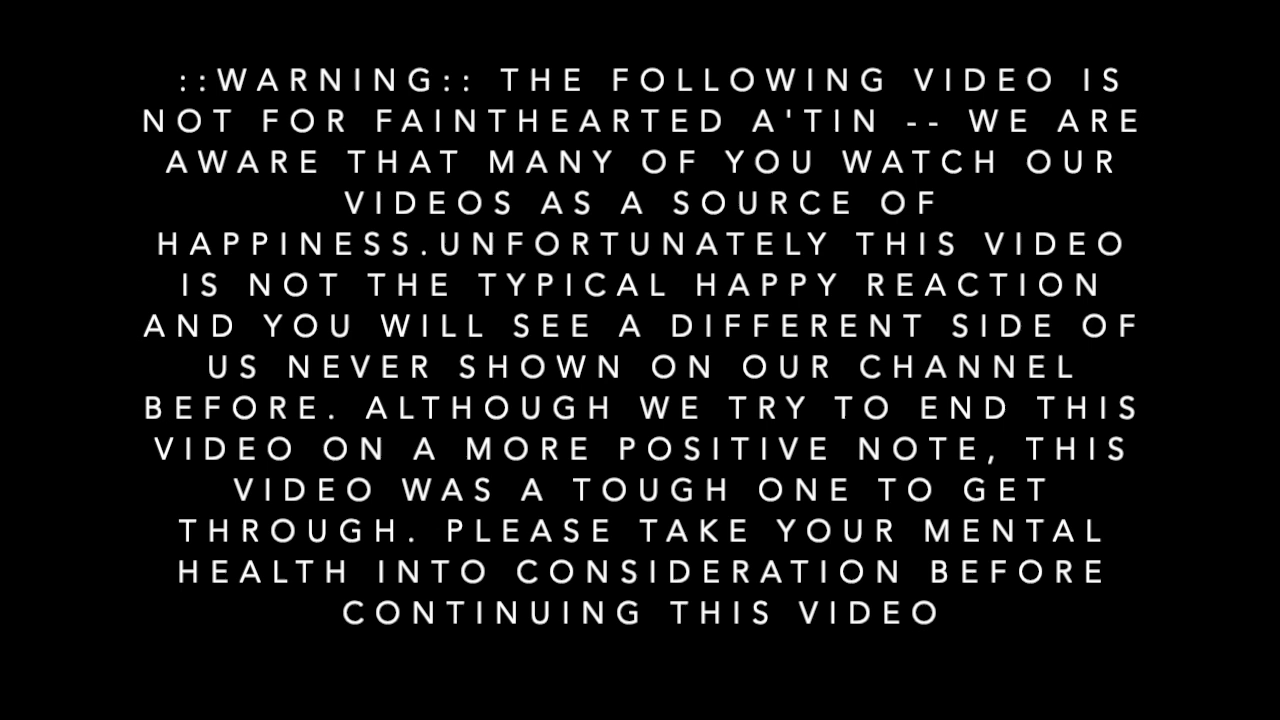 ::WARNING:: THE FOLLOWING VIDEO IS
NOT FOR FAINTHEARTED A'TIN -- WE ARE
AWARE THAT MANY OF YOU WATCH OUR
VIDEOS AS A SOURCE OF
HAPPINESS.UNFORTUNATELY THIS VIDEO
IS NOT THE TYPICAL HAPPY REACTION
AND YOU WILL SEE A DIFFERENT SIDE OF
US NEVER SHOWN ON OUR CHANNEL
BEFORE. ALTHOUGH WE TRY TO END THIS
VIDEO ON A MORE POSITIVE NOTE, THIS
VIDEO WAS A TOUGH ONE TO GET
THROUGH. PLEASE TAKE YOUR MENTAL
HEALTH INTO CONSIDERATION BEFORE
CONTINUING THIS VIDEO